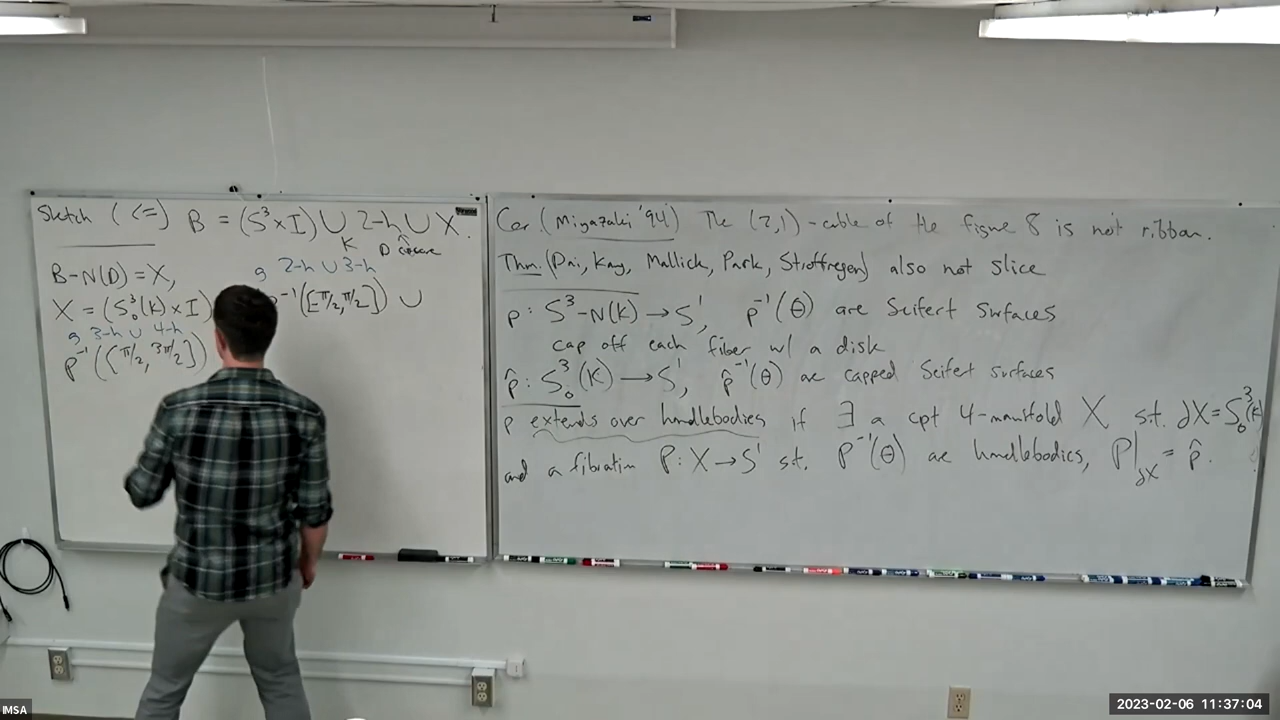 Sketch (<=) B = (S³×I) ∪ 2-h ∪ X.
K D
B-N(D) = X,
g 2-h ∪ 3-h
X = (S³₀(K) × I) p⁻¹([-π/2, π/2]) ∪
g 3-h ∪ 4-h
p⁻¹([π/2, 3π/2])
Cor (Miyazaki '94) The (2,1)-cable of the figure 8 is not ribbon.
Thm (Dai, Kang, Mallick, Park, Stoffregen) also not slice
p: S³-N(K) → S¹, p⁻¹(θ) are Seifert Surfaces
cap off each fiber w/ a disk
p̂: S³₀(K) → S¹, p̂⁻¹(θ) are capped Seifert surfaces
p extends over handlebodies if ∃ a cpt 4-manifold X s.t. ∂X = S³₀(K)
and a fibration P: X → S¹ st. P⁻¹(θ) are handlebodies, P|∂X = p̂.
IMSA
2023-02-06 11:37:04